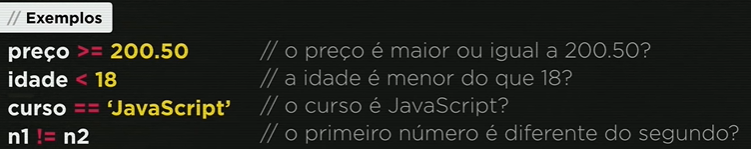 // Exemplos
preço >= 200.50 // o preço é maior ou igual a 200.50?
idade < 18 // a idade é menor do que 18?
curso == ‘JavaScript’ // o curso é JavaScript?
n1 != n2 // o primeiro número é diferente do segundo?